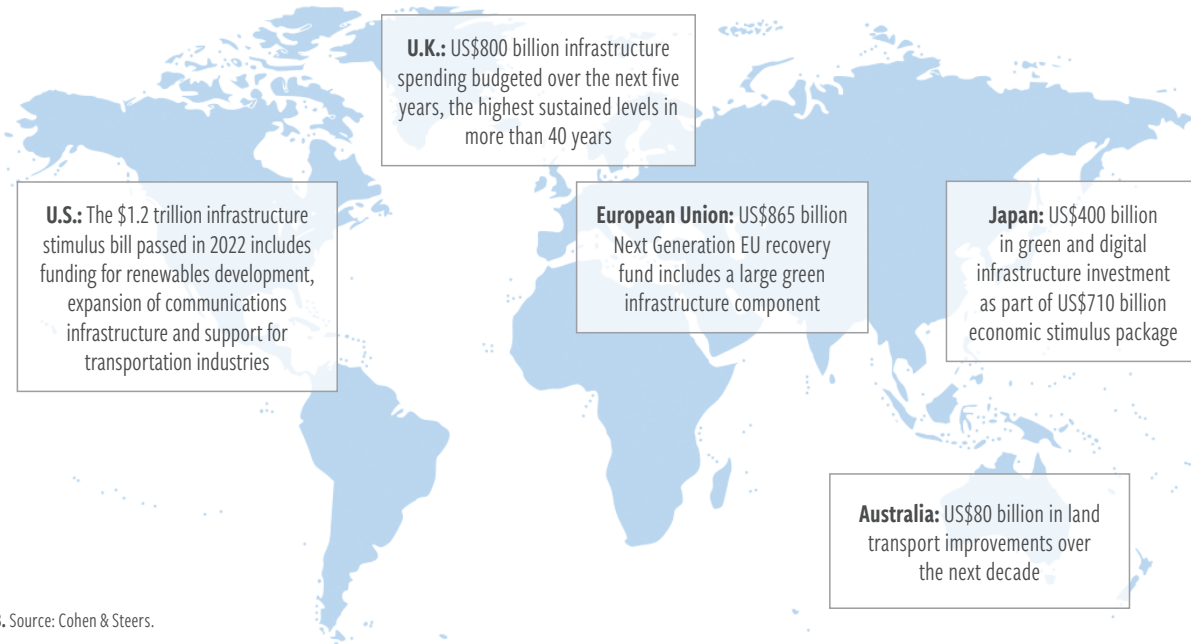 U.K.: US$800 billion infrastructure
spending budgeted over the next five
years, the highest sustained levels in
more than 40 years
U.S.: The $1.2 trillion infrastructure
stimulus bill passed in 2022 includes
funding for renewables development,
expansion of communications
infrastructure and support for
transportation industries
European Union: US$865 billion
Next Generation EU recovery
fund includes a large green
infrastructure component
Japan: US$400 billion
in green and digital
infrastructure investment
as part of US$710 billion
economic stimulus package
Australia: US$80 billion in land
transport improvements over
the next decade
Source: Cohen & Steers.